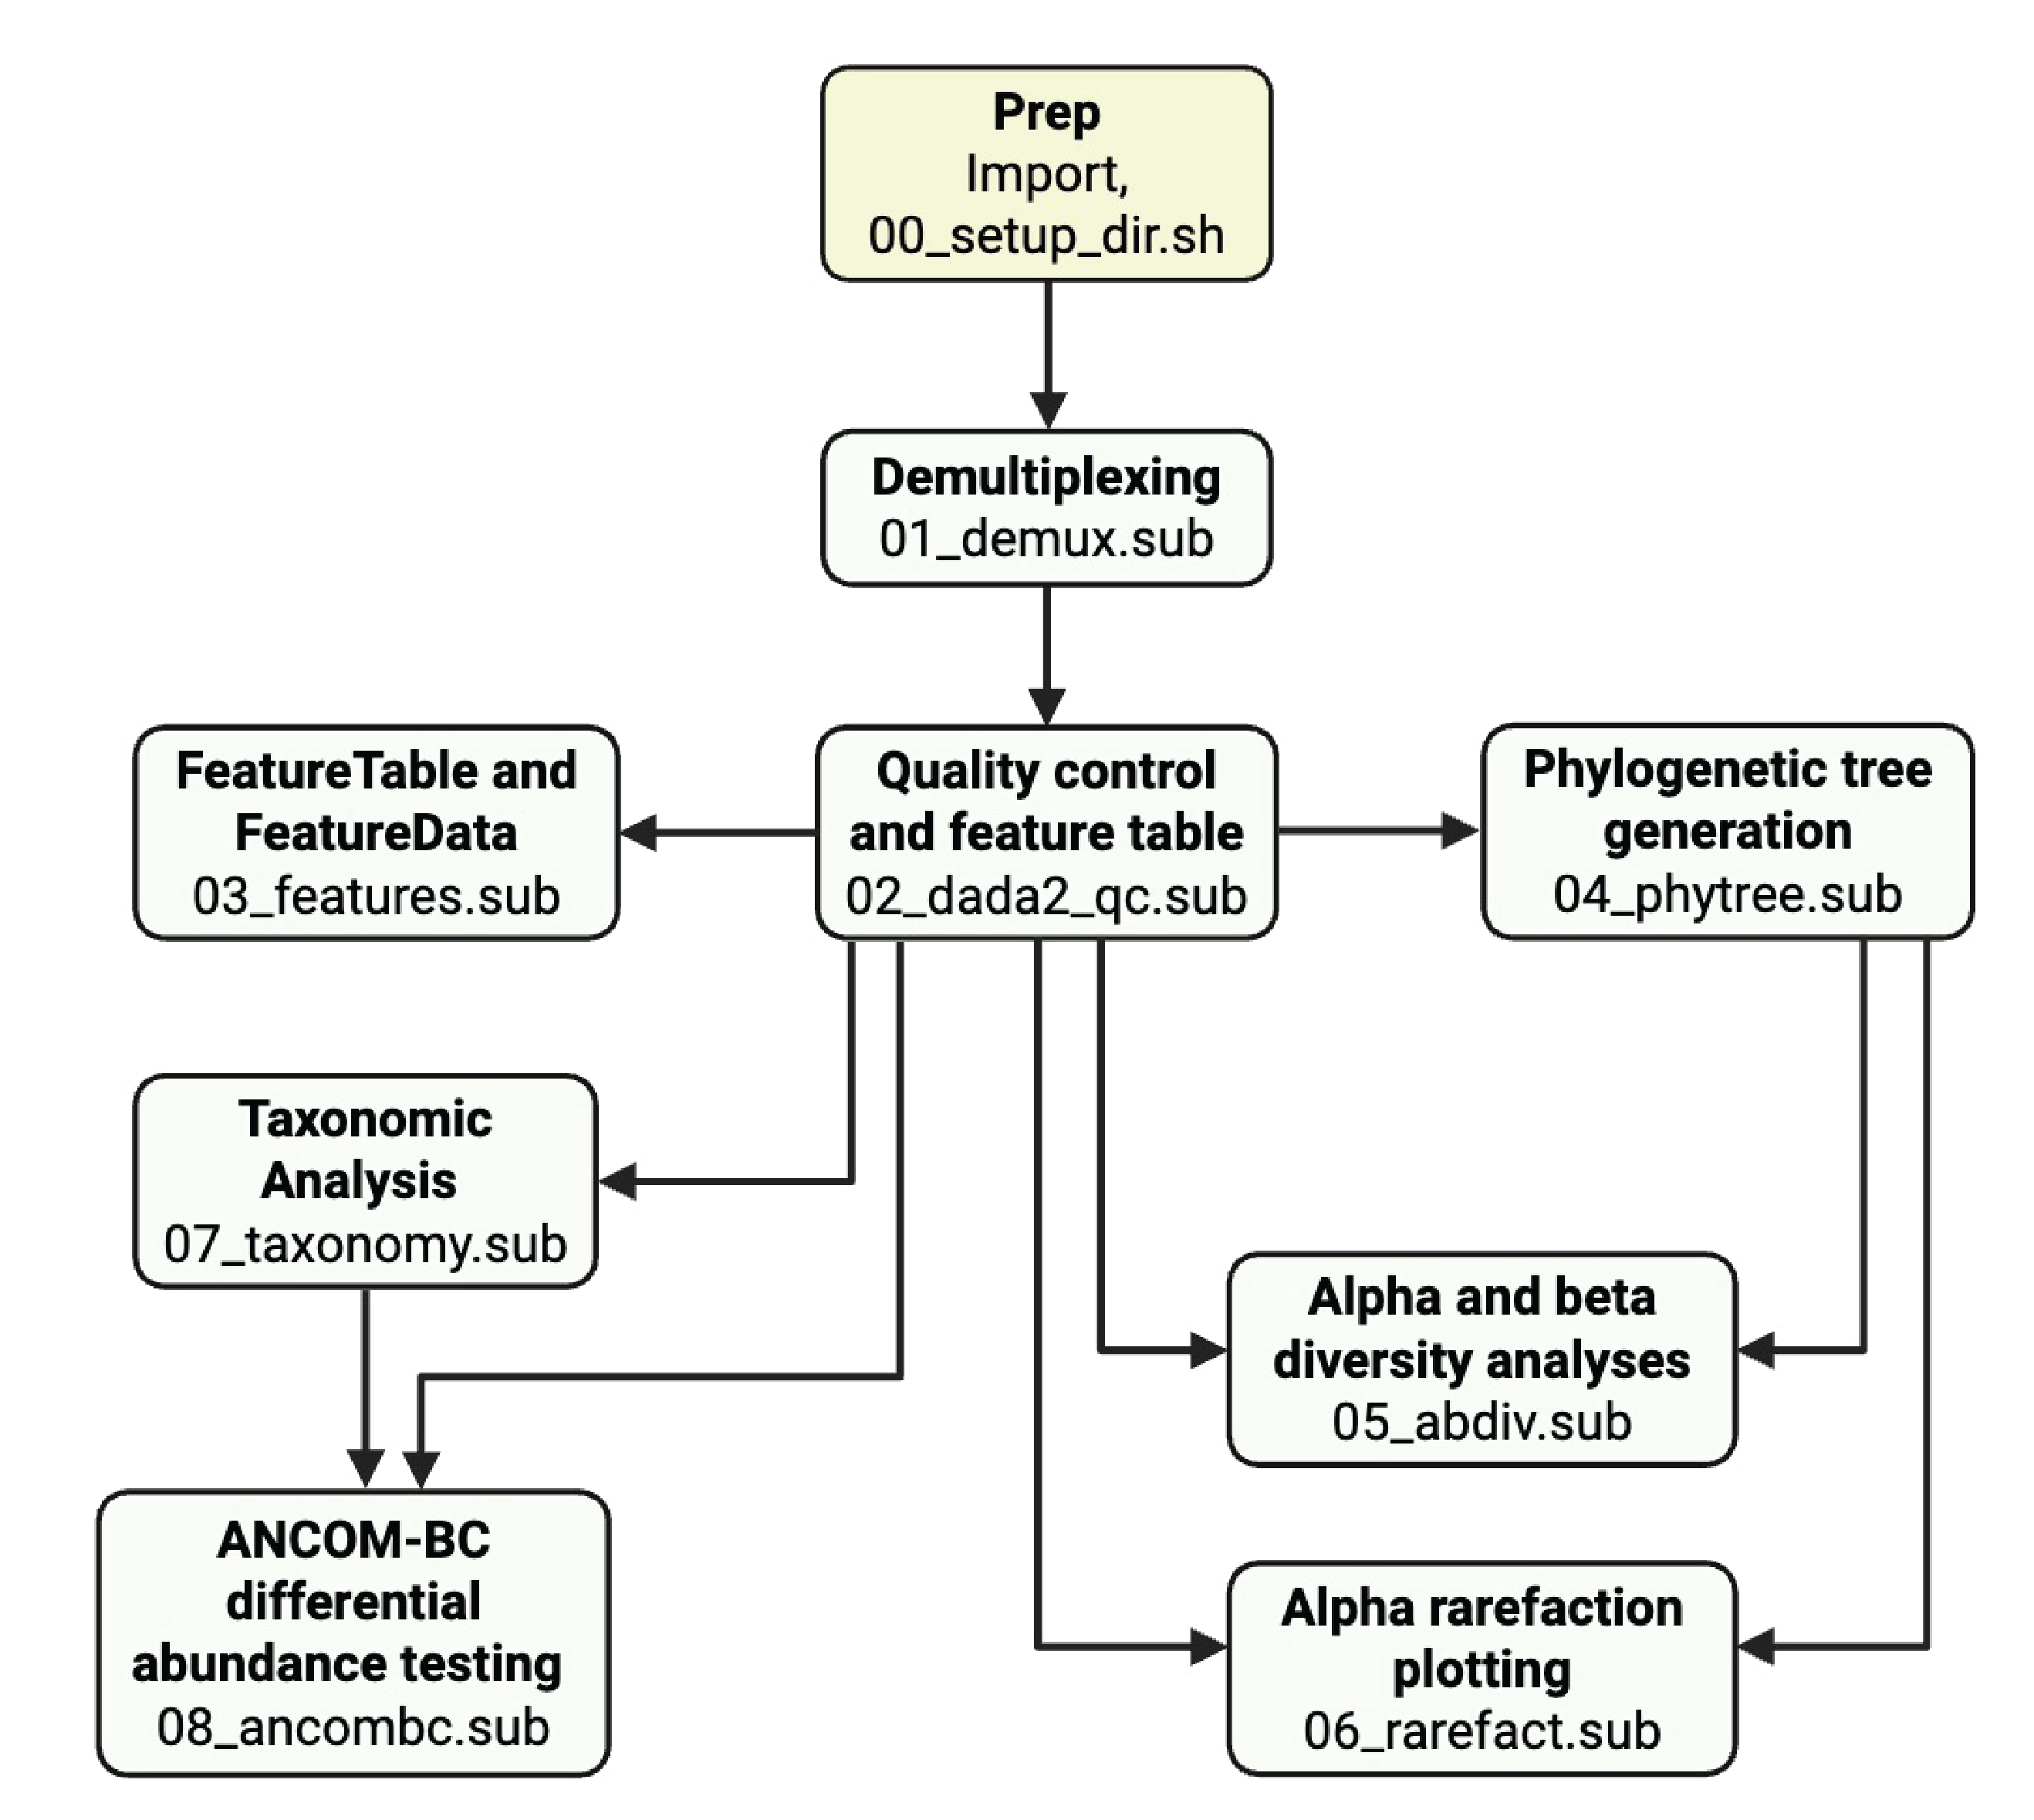 Prep
Import,
00_setup_dir.sh
Demultiplexing
01_demux.sub
FeatureTable and
FeatureData
03_features.sub
Quality control
and feature table
02_dada2_qc.sub
Phylogenetic tree
generation
04_phytree.sub
Taxonomic
Analysis
07_taxonomy.sub
Alpha and beta
diversity analyses
05_abdiv.sub
ANCOM-BC
differential
abundance testing
08_ancombc.sub
Alpha rarefaction
plotting
06_rarefact.sub